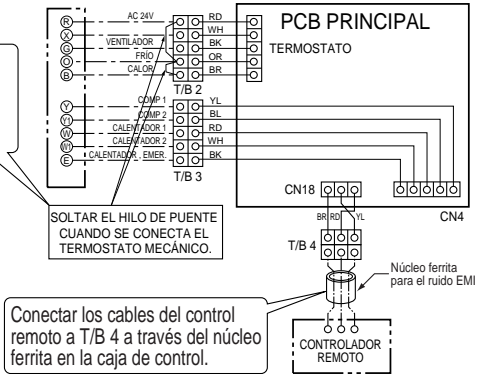 R AC 24V RD
X WH
G VENTILADOR BK
O FRÍO OR
B CALOR BR
T/B 2
PCB PRINCIPAL
TERMOSTATO
Y COMP 1 YL
Y1 COMP 2 BL
W CALENTADOR 1 RD
W1 CALENTADOR 2 WH
E CALENTADOR , EMER. BK
T/B 3
CN18
CN4
BR RD YL
T/B 4
SOLTAR EL HILO DE PUENTE
CUANDO SE CONECTA EL
TERMOSTATO MECÁNICO.
Núcleo ferrita
para el ruido EMI
Conectar los cables del control
remoto a T/B 4 a través del núcleo
ferrita en la caja de control.
CONTROLADOR
REMOTO